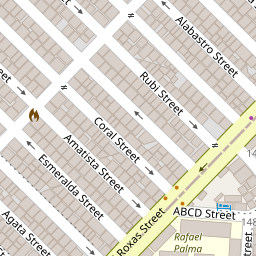 Alabastro Street
Rubi Street
Coral Street
Amatista Street
Esmeralda Street
Agata Street
Roxas Street
ABCD Street
Rafael
Palma